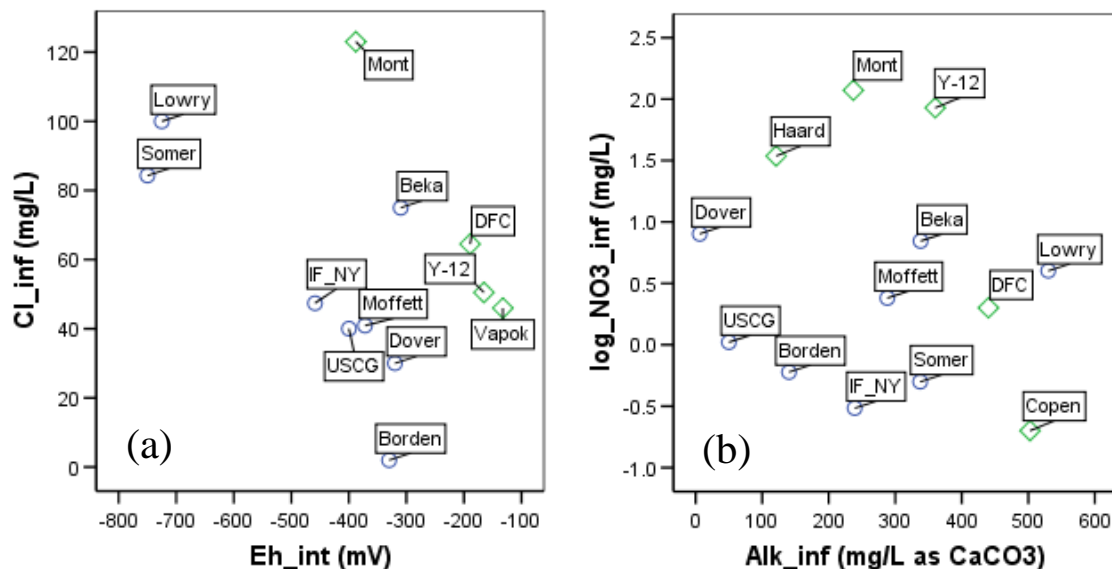 120
100
80
60
40
20
0
Cl_inf (mg/L)
Mont
Lowry
Somer
Beka
DFC
Y-12
IF_NY
Moffett
Vapok
Dover
USCG
Borden
(a)
-800 -700 -600 -500 -400 -300 -200 -100
Eh_int (mV)
2.5
2.0
1.5
1.0
0.5
0.0
-0.5
-1.0
log_NO3_inf (mg/L)
Mont
Y-12
Haard
Dover
Beka
Lowry
Moffett
DFC
USCG
Borden
Somer
IF_NY
Copen
(b)
0 100 200 300 400 500 600
Alk_inf (mg/L as CaCO3)